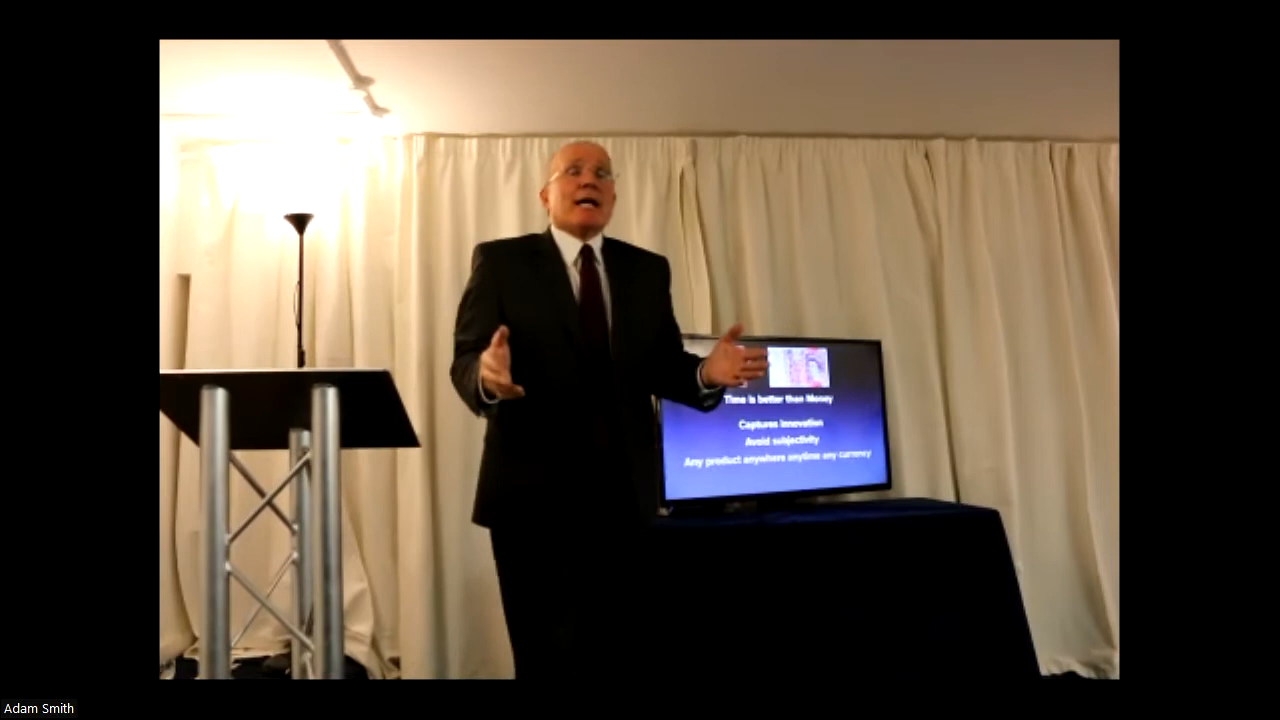 Time is better than Money
Captures innovation
Avoid subjectivity
Any product anywhere anytime any currency
Adam Smith